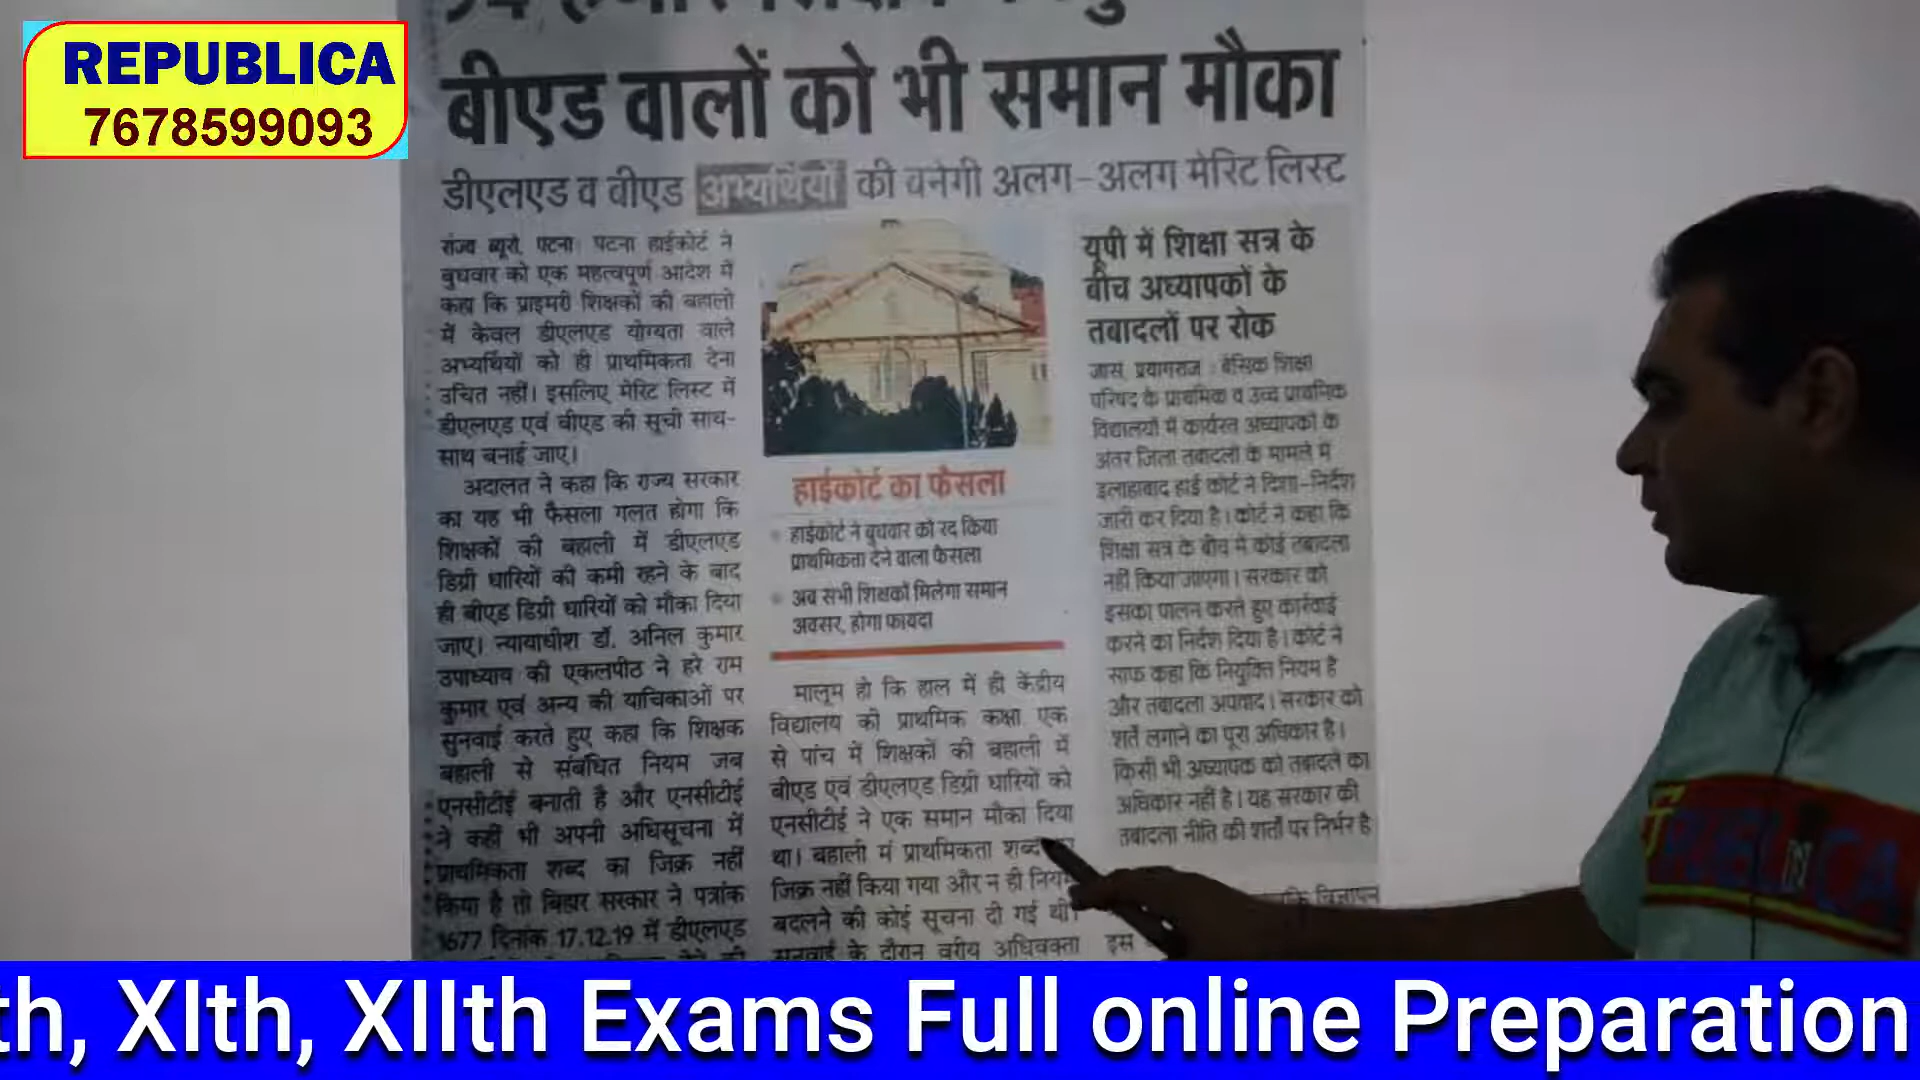 REPUBLICA
7678599093
बीएड वालों को भी समान मौका
डीएलएड व बीएड अभ्यर्थियों की बनेगी अलग-अलग मेरिट लिस्ट
राज्य ब्यूरो, पटना: पटना हाईकोर्ट ने
बुधवार को एक महत्वपूर्ण आदेश में
कहा कि प्राइमरी शिक्षकों की बहाली
में केवल डीएलएड योग्यता वाले
अभ्यर्थियों को ही प्राथमिकता देना
उचित नहीं। इसलिए मेरिट लिस्ट में
डीएलएड एवं बीएड की सूची साथ-
साथ बनाई जाए।
अदालत ने कहा कि राज्य सरकार
का यह भी फैसला गलत होगा कि
शिक्षकों की बहाली में डीएलएड
डिग्री धारियों की कमी रहने के बाद
ही बीएड डिग्री धारियों को मौका दिया
जाए। न्यायाधीश डॉ. अनिल कुमार
उपाध्याय की एकलपीठ ने हरे राम
कुमार एवं अन्य की याचिकाओं पर
सुनवाई करते हुए कहा कि शिक्षक
बहाली से संबंधित नियम जब
एनसीटीई बनाती है और एनसीटीई
ने कहीं भी अपनी अधिसूचना में
प्राथमिकता शब्द का जिक्र नहीं
किया है तो बिहार सरकार ने पत्रांक
1677 दिनांक 17.12.19 में डीएलएड
हाईकोर्ट का फैसला
हाईकोर्ट ने बुधवार को रद किया
प्राथमिकता देने वाला फैसला
अब सभी शिक्षकों मिलेगा समान
अवसर, होगा फायदा
मालूम हो कि हाल में ही केंद्रीय
विद्यालय की प्राथमिक कक्षा एक
से पांच में शिक्षकों की बहाली में
बीएड एवं डीएलएड डिग्री धारियों को
एनसीटीई ने एक समान मौका दिया
था। बहाली में प्राथमिकता शब्द का
जिक्र नहीं किया गया और न ही नियम
बदलने की कोई सूचना दी गई थी।
सुनवाई के दौरान वरीय अधिवक्ता
यूपी में शिक्षा सत्र के
बीच अध्यापकों के
तबादलों पर रोक
जासं, प्रयागराज : बेसिक शिक्षा
परिषद के प्राथमिक व उच्च प्राथमिक
विद्यालयों में कार्यरत अध्यापकों के
अंतर जिला तबादलों के मामले में
इलाहाबाद हाई कोर्ट ने दिशा-निर्देश
जारी कर दिया है। कोर्ट ने कहा कि
शिक्षा सत्र के बीच में कोई तबादला
नहीं किया जाएगा। सरकार को
इसका पालन करते हुए कार्रवाई
करने का निर्देश दिया है। कोर्ट ने
साफ कहा कि नियुक्ति नियम है
और तबादला अपवाद। सरकार को
शर्तें लगाने का पूरा अधिकार है।
किसी भी अध्यापक को तबादले का
अधिकार नहीं है। यह सरकार की
तबादला नीति की शर्तों पर निर्भर है
कि विज्ञापन
इस
th, XIth, XIIth Exams Full online Preparation